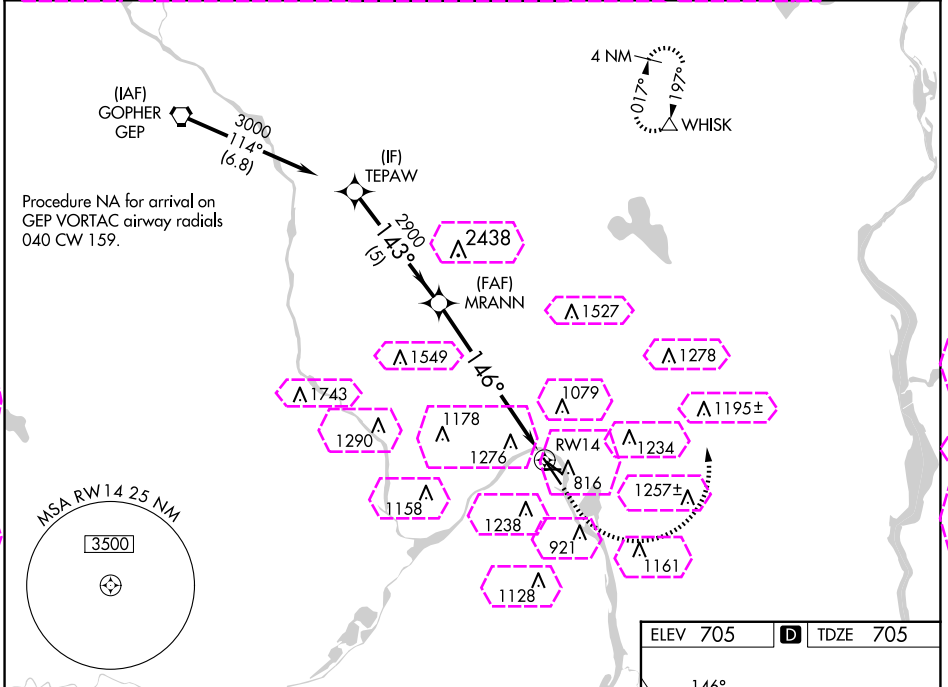 4 NM
017°
197°
WHISK
(IAF)
GOPHER
GEP
3000
114°
(6.8)
(IF)
TEPAW
Procedure NA for arrival on
GEP VORTAC airway radials
040 CW 159.
2900
143°
(5)
2438
(FAF)
MRANN
1527
1549
1278
146°
1743
1079
1195±
1178
1290
1276
RW14
1234
816
1257±
1158
1238
921
1161
1128
MSA RW14 25 NM
3500
ELEV 705 D TDZE 705
146°